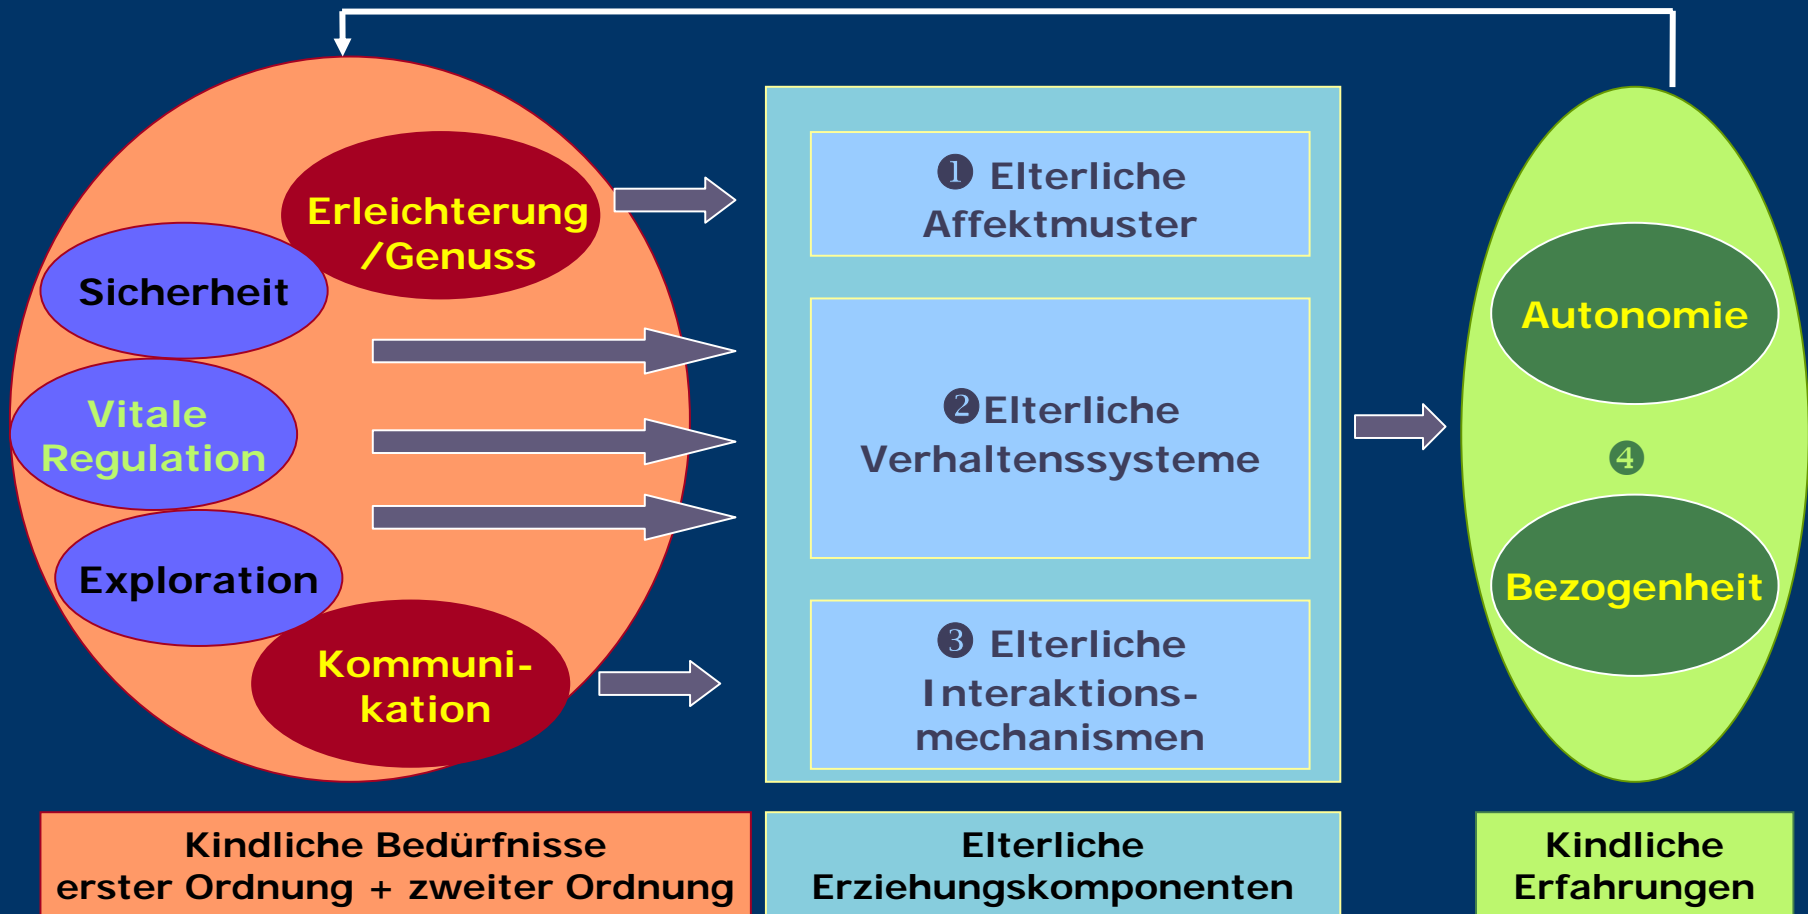 Erleichterung
/Genuss
Sicherheit
Vitale
Regulation
Exploration
Kommuni-
kation
❶ Elterliche
Affektmuster
❷Elterliche
Verhaltenssysteme
❸ Elterliche
Interaktions-
mechanismen
Autonomie
❹
Bezogenheit
Kindliche Bedürfnisse
erster Ordnung + zweiter Ordnung
Elterliche
Erziehungskomponenten
Kindliche
Erfahrungen